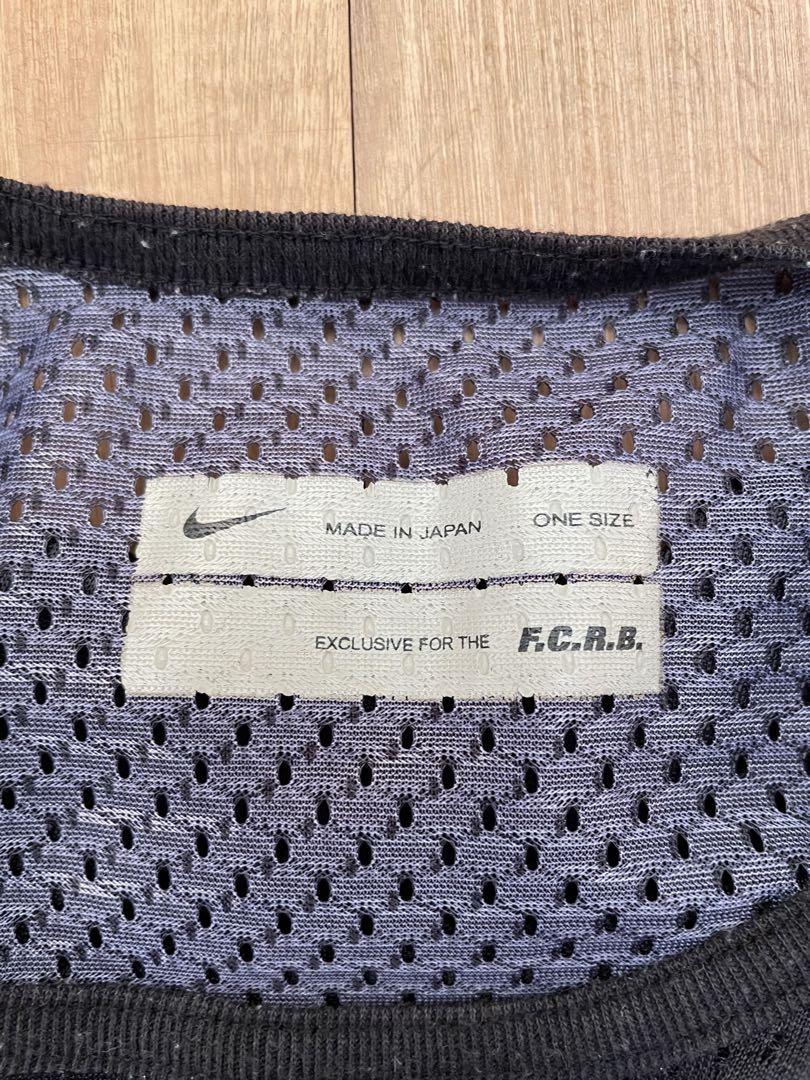 MADE IN JAPAN ONE SIZE
EXCLUSIVE FOR THE F.C.R.B.